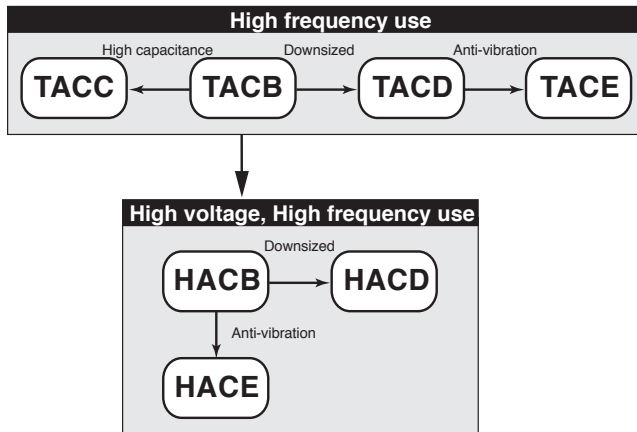 High frequency use
High capacitance Downsized Anti-vibration
TACC TACB TACD TACE
High voltage, High frequency use
Downsized
HACB HACD
Anti-vibration
HACE